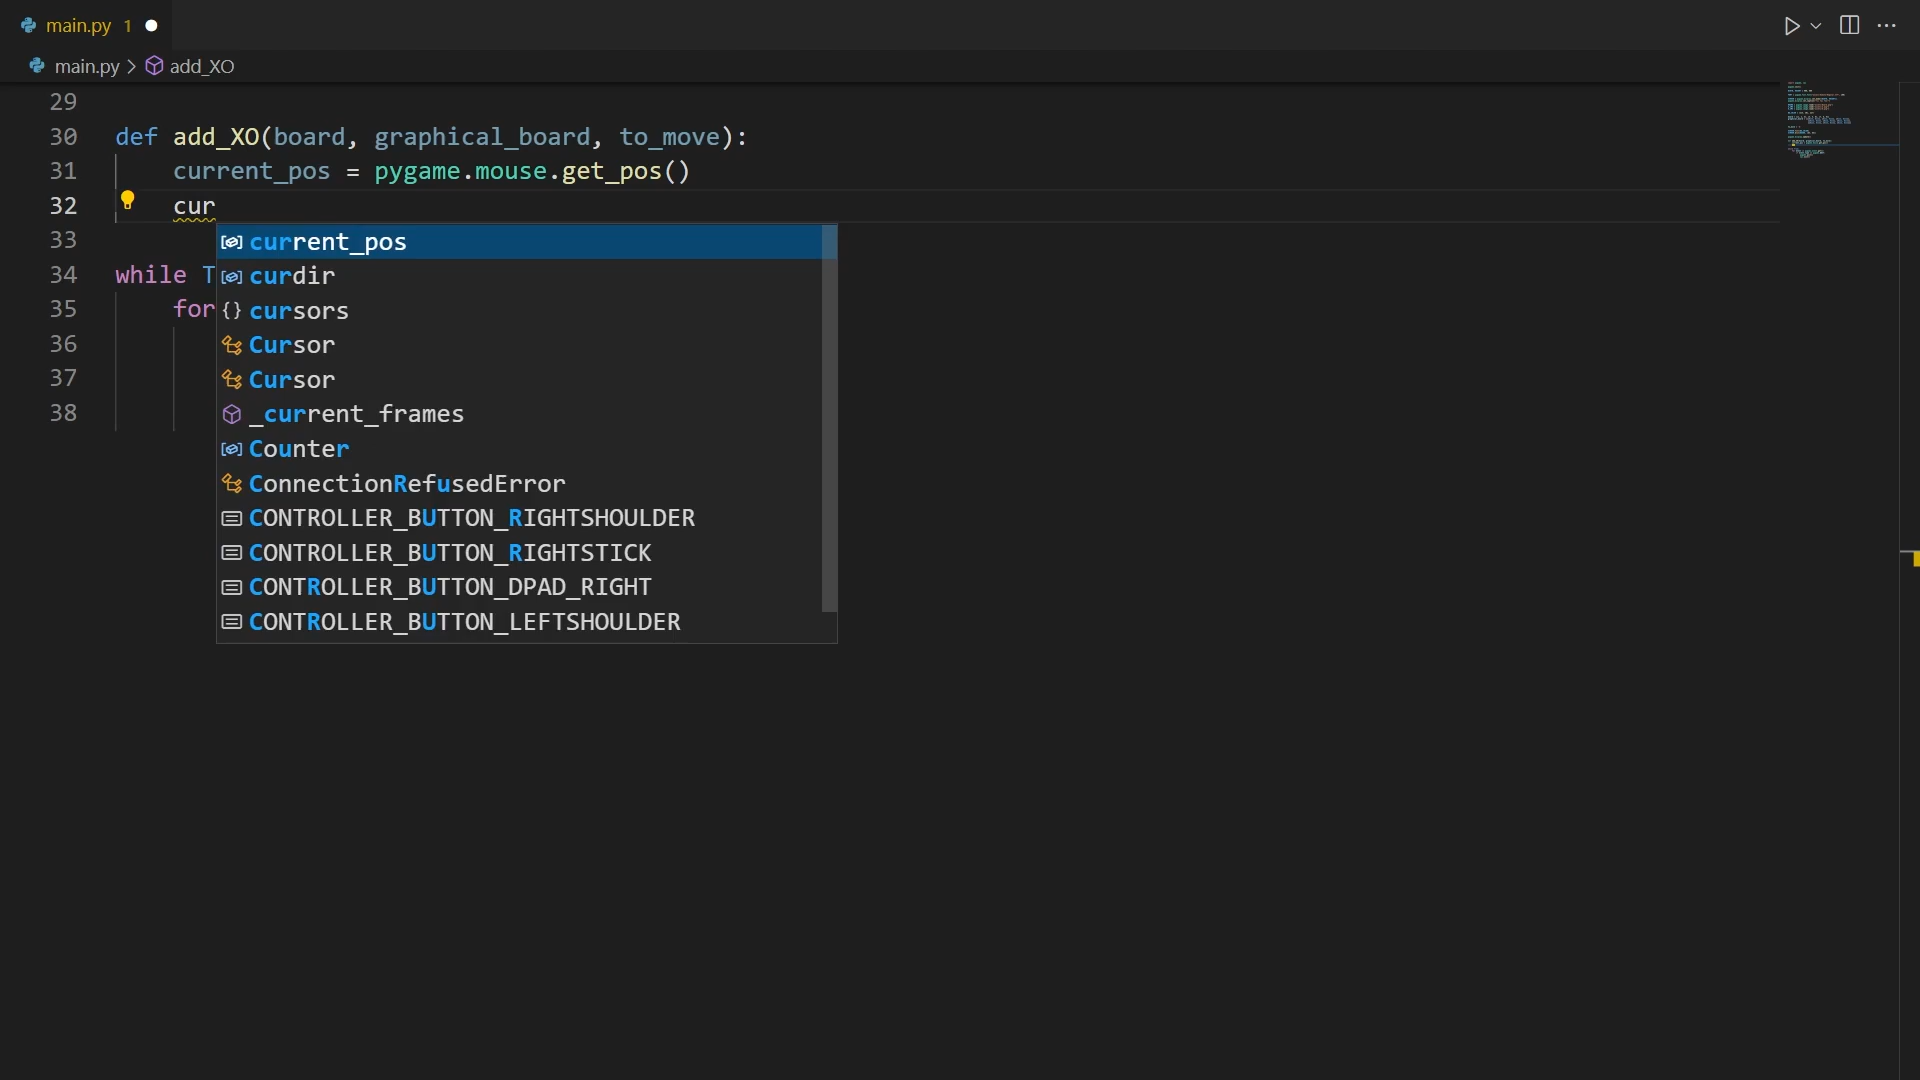 main.py 1
main.py > add_XO
29
30 def add_XO(board, graphical_board, to_move):
31 current_pos = pygame.mouse.get_pos()
32 cur
33
34 while T
35 for
36
37
38
current_pos
curdir
cursors
Cursor
Cursor
_current_frames
Counter
ConnectionRefusedError
CONTROLLER_BUTTON_RIGHTSHOULDER
CONTROLLER_BUTTON_RIGHTSTICK
CONTROLLER_BUTTON_DPAD_RIGHT
CONTROLLER_BUTTON_LEFTSHOULDER